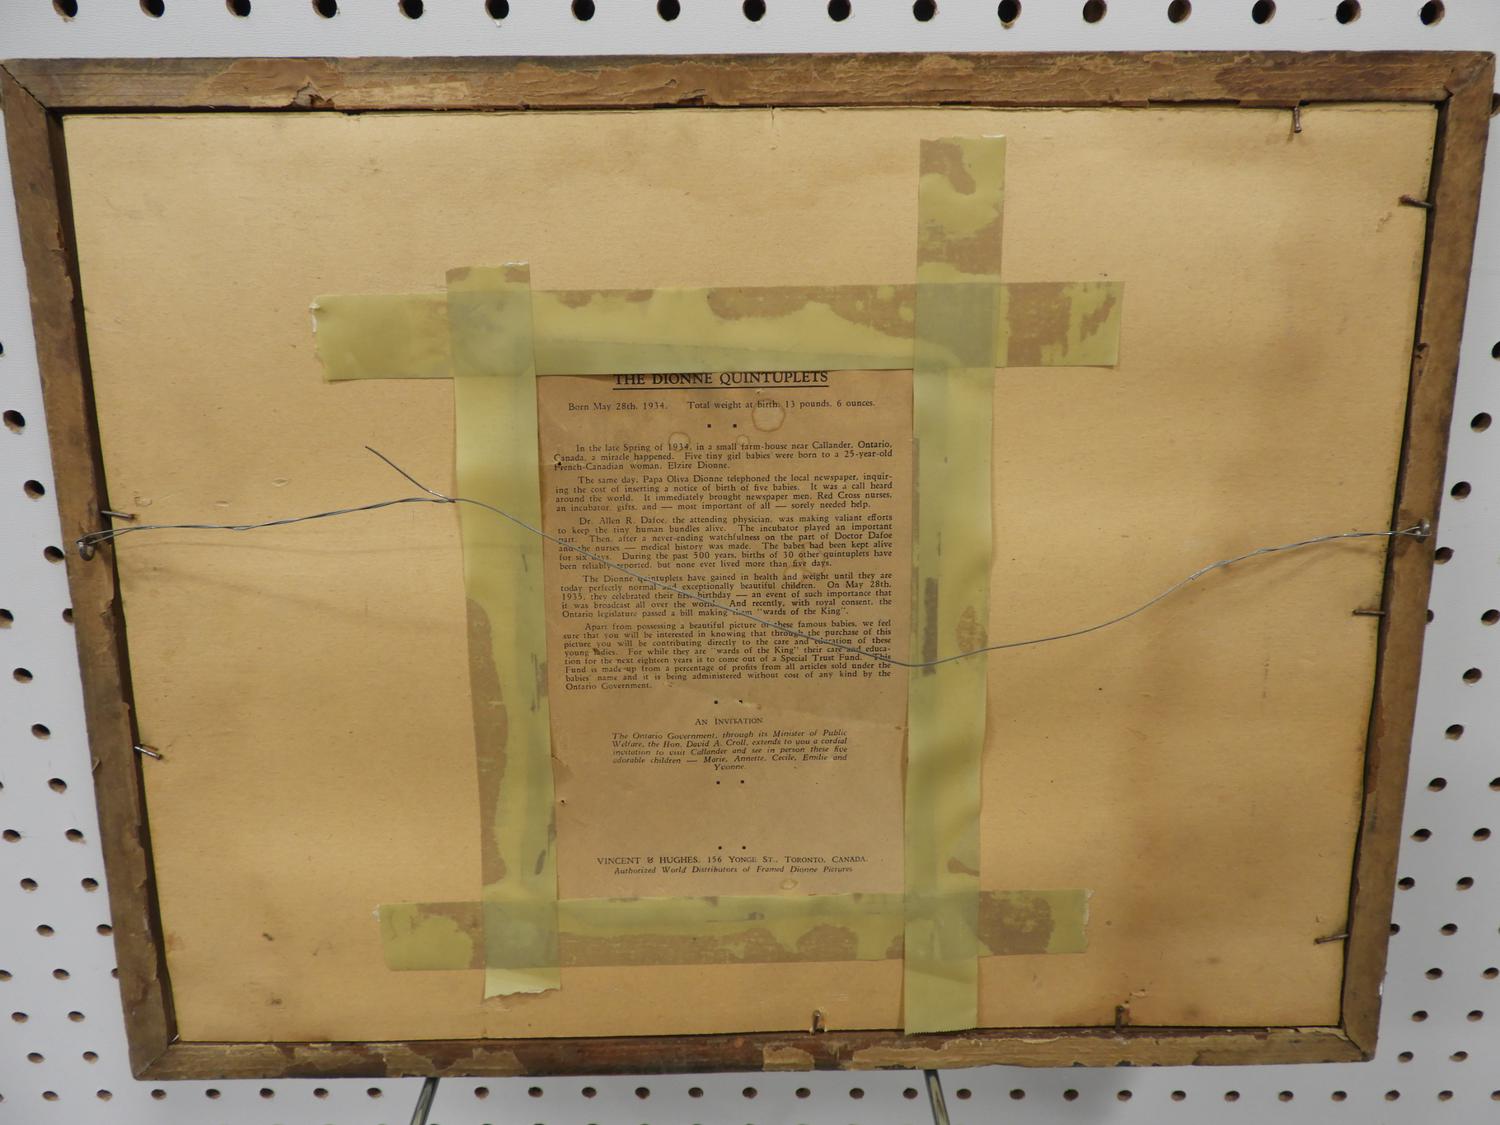 THE DIONNE QUINTUPLETS
Born May 28th, 1934. Total weight at birth: 13 pounds, 6 ounces.
In the late Spring of 1934, in a small farm-house near Callander, Ontario,
Canada, a miracle happened. Five tiny girl babies were born to a 25-year-old
French-Canadian woman, Elzire Dionne.
The same day, Papa Oliva Dionne telephoned the local newspaper, inquir-
ing the cost of inserting a notice of birth of five babies. It was a call heard
around the world. It immediately brought newspaper men, Red Cross nurses,
an incubator, gifts, and — most important of all — sorely needed help.
Dr. Allen R. Dafoe, the attending physician, was making valiant efforts
to keep the tiny human bundles alive. The incubator played an important
part. Then, after a never-ending watchfulness on the part of Doctor Dafoe
and the nurses — medical history was made. The babes had been kept alive
for six days. During the past 500 years, births of 30 other quintuplets have
been reliably reported, but none ever lived more than five days.
The Dionne quintuplets have gained in health and weight until they are
today perfectly normal and exceptionally beautiful children. On May 28th,
1935, they celebrated their first birthday — an event of such importance that
it was broadcast all over the world. And recently, with royal consent, the
Ontario legislature passed a bill making them "wards of the King".
Apart from possessing a beautiful picture of these famous babies, we feel
sure that you will be interested in knowing that through the purchase of this
picture you will be contributing directly to the care and education of these
young ladies. For while they are "wards of the King" their care and educa-
tion for the next eighteen years is to come out of a Special Trust Fund. This
Fund is made up from a percentage of profits from all articles sold under the
babies' name and it is being administered without cost of any kind by the
Ontario Government.
AN INVITATION
The Ontario Government, through its Minister of Public
Welfare, the Hon. David A. Croll, extends to you a cordial
invitation to visit Callander and see in person these five
adorable children — Marie, Annette, Cecile, Emilie and
Yvonne.
VINCENT & HUGHES, 156 YONGE ST., TORONTO, CANADA.
Authorized World Distributors of Framed Dionne Pictures